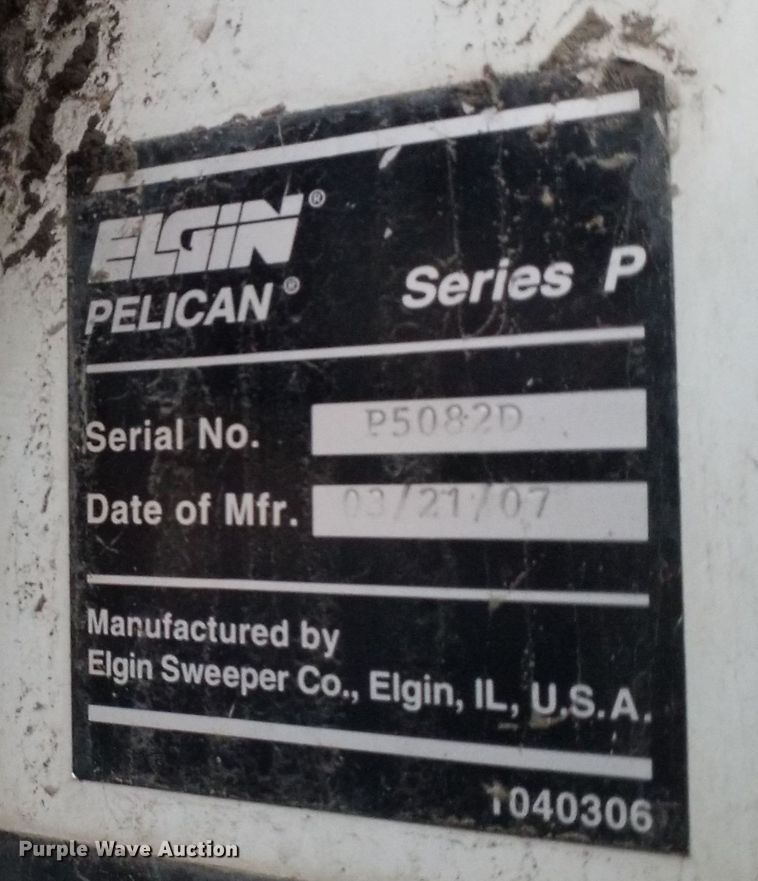 ELGIN®
PELICAN® Series P
Serial No. P5082D
Date of Mfr. 03/21/07
Manufactured by
Elgin Sweeper Co., Elgin, IL, U.S.A.
1040306
Purple Wave Auction